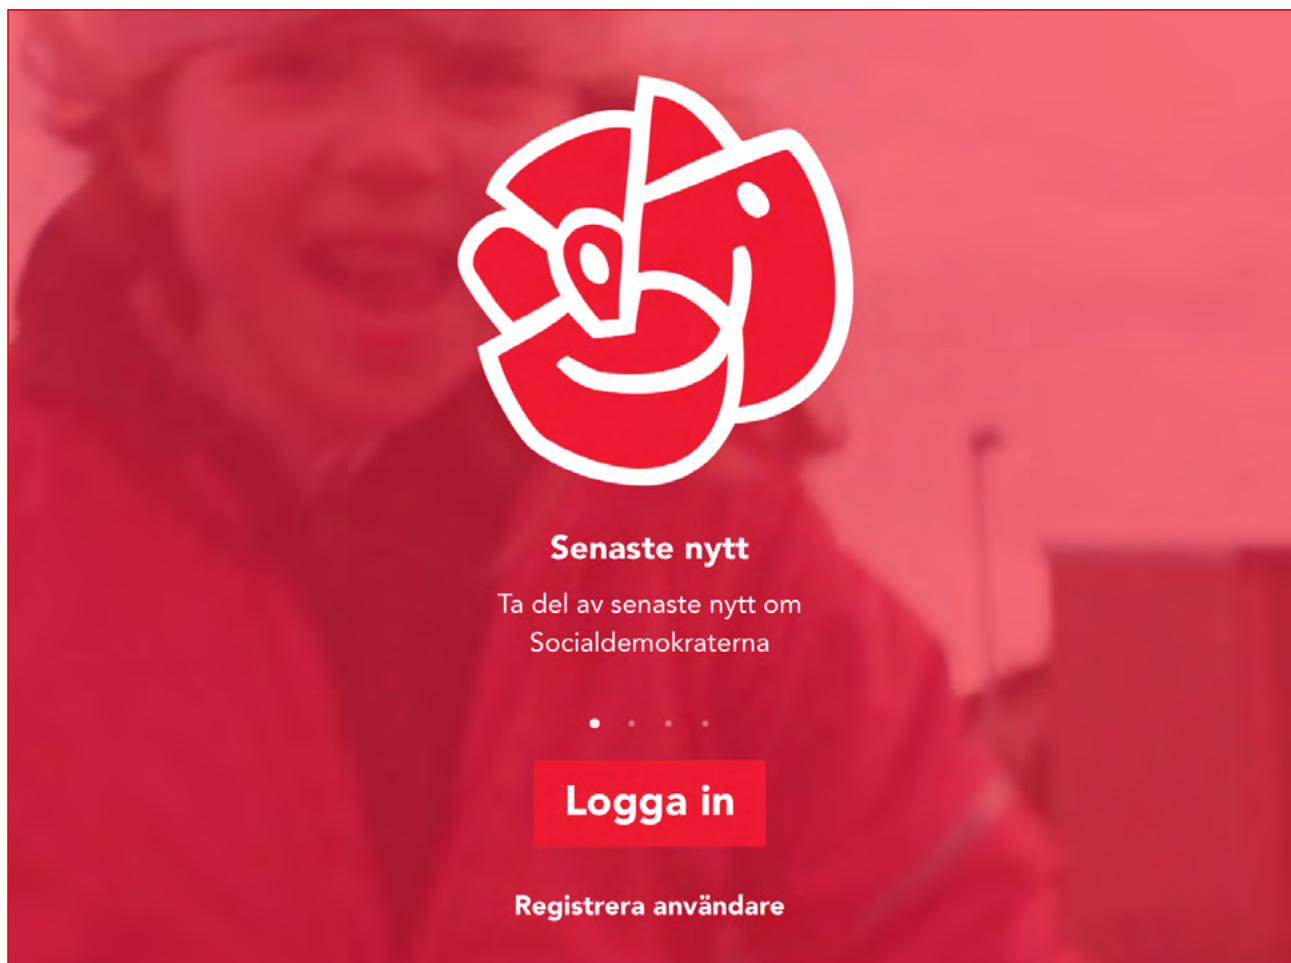 Senaste nytt
Ta del av senaste nytt om
Socialdemokraterna
Logga in
Registrera användare